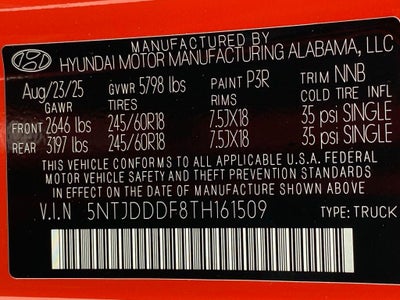 MANUFACTURED BY
HYUNDAI MOTOR MANUFACTURING ALABAMA, LLC
Aug/23/25 GVWR 5798 lbs PAINT P3R TRIM NNB
GAWR TIRES RIMS COLD TIRE INFL
FRONT 2646 lbs 245/60R18 7.5JX18 35 psi SINGLE
REAR 3197 lbs 245/60R18 7.5JX18 35 psi SINGLE
THIS VEHICLE CONFORMS TO ALL APPLICABLE U.S.A. FEDERAL
MOTOR VEHICLE SAFETY AND THEFT PREVENTION STANDARDS
IN EFFECT ON THE DATE OF MANUFACTURE SHOWN ABOVE.
V.I.N 5NTJDDDF8TH161509 TYPE: TRUCK